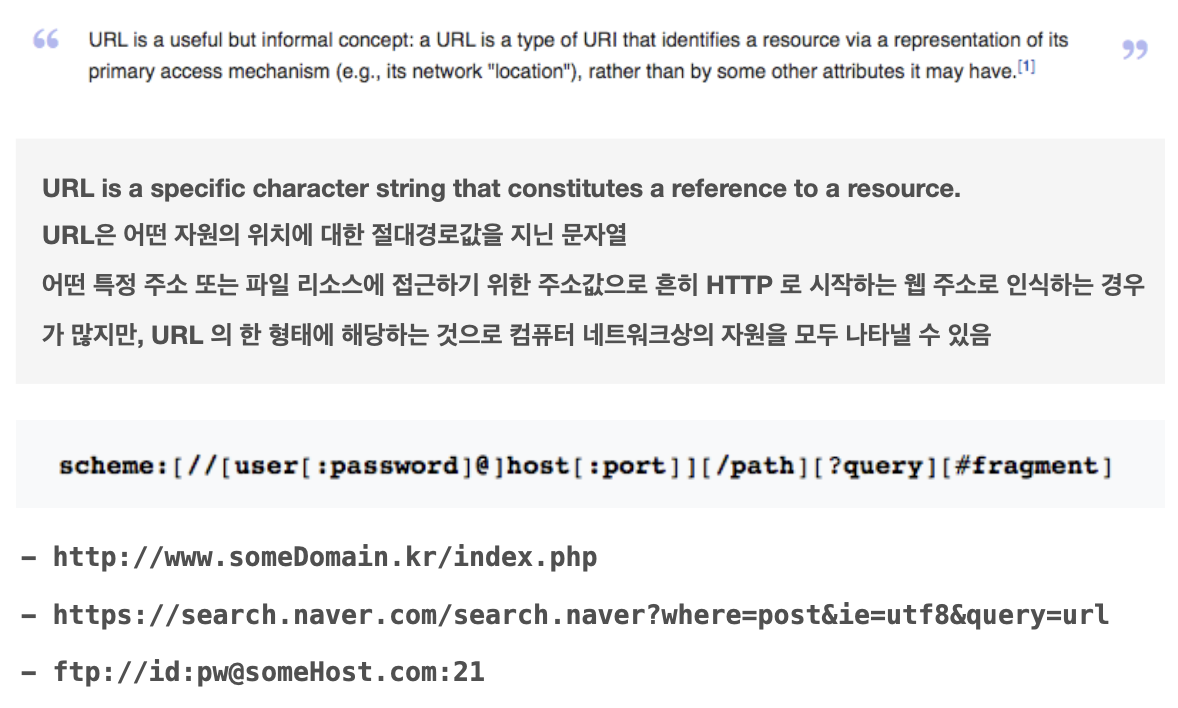 “ URL is a useful but informal concept: a URL is a type of URI that identifies a resource via a representation of its ”
primary access mechanism (e.g., its network "location"), rather than by some other attributes it may have.[1]
URL is a specific character string that constitutes a reference to a resource.
URL은 어떤 자원의 위치에 대한 절대경로값을 지닌 문자열
어떤 특정 주소 또는 파일 리소스에 접근하기 위한 주소값으로 흔히 HTTP 로 시작하는 웹 주소로 인식하는 경우
가 많지만, URL 의 한 형태에 해당하는 것으로 컴퓨터 네트워크상의 자원을 모두 나타낼 수 있음
scheme:[//[user[:password]@]host[:port]][/path][?query][#fragment]
– http://www.someDomain.kr/index.php
– https://search.naver.com/search.naver?where=post&ie=utf8&query=url
– ftp://id:pw@someHost.com:21